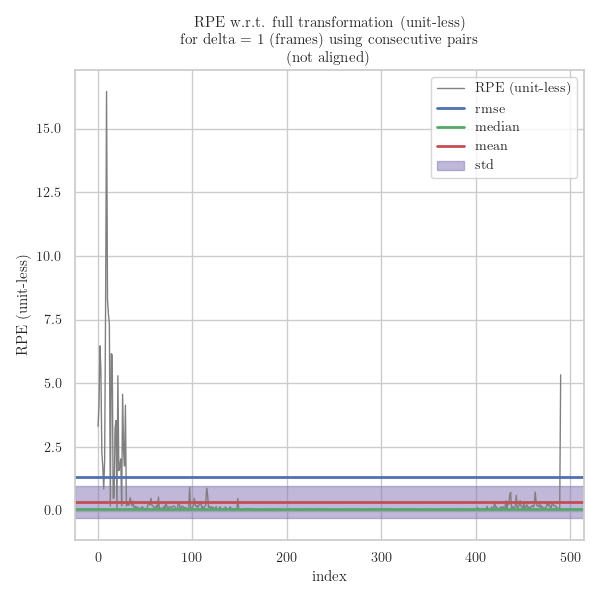 RPE w.r.t. full transformation (unit-less)
for delta = 1 (frames) using consecutive pairs
(not aligned)
RPE (unit-less)
rmse
median
mean
std
15.0
12.5
10.0
7.5
5.0
2.5
0.0
RPE (unit-less)
0 100 200 300 400 500
index